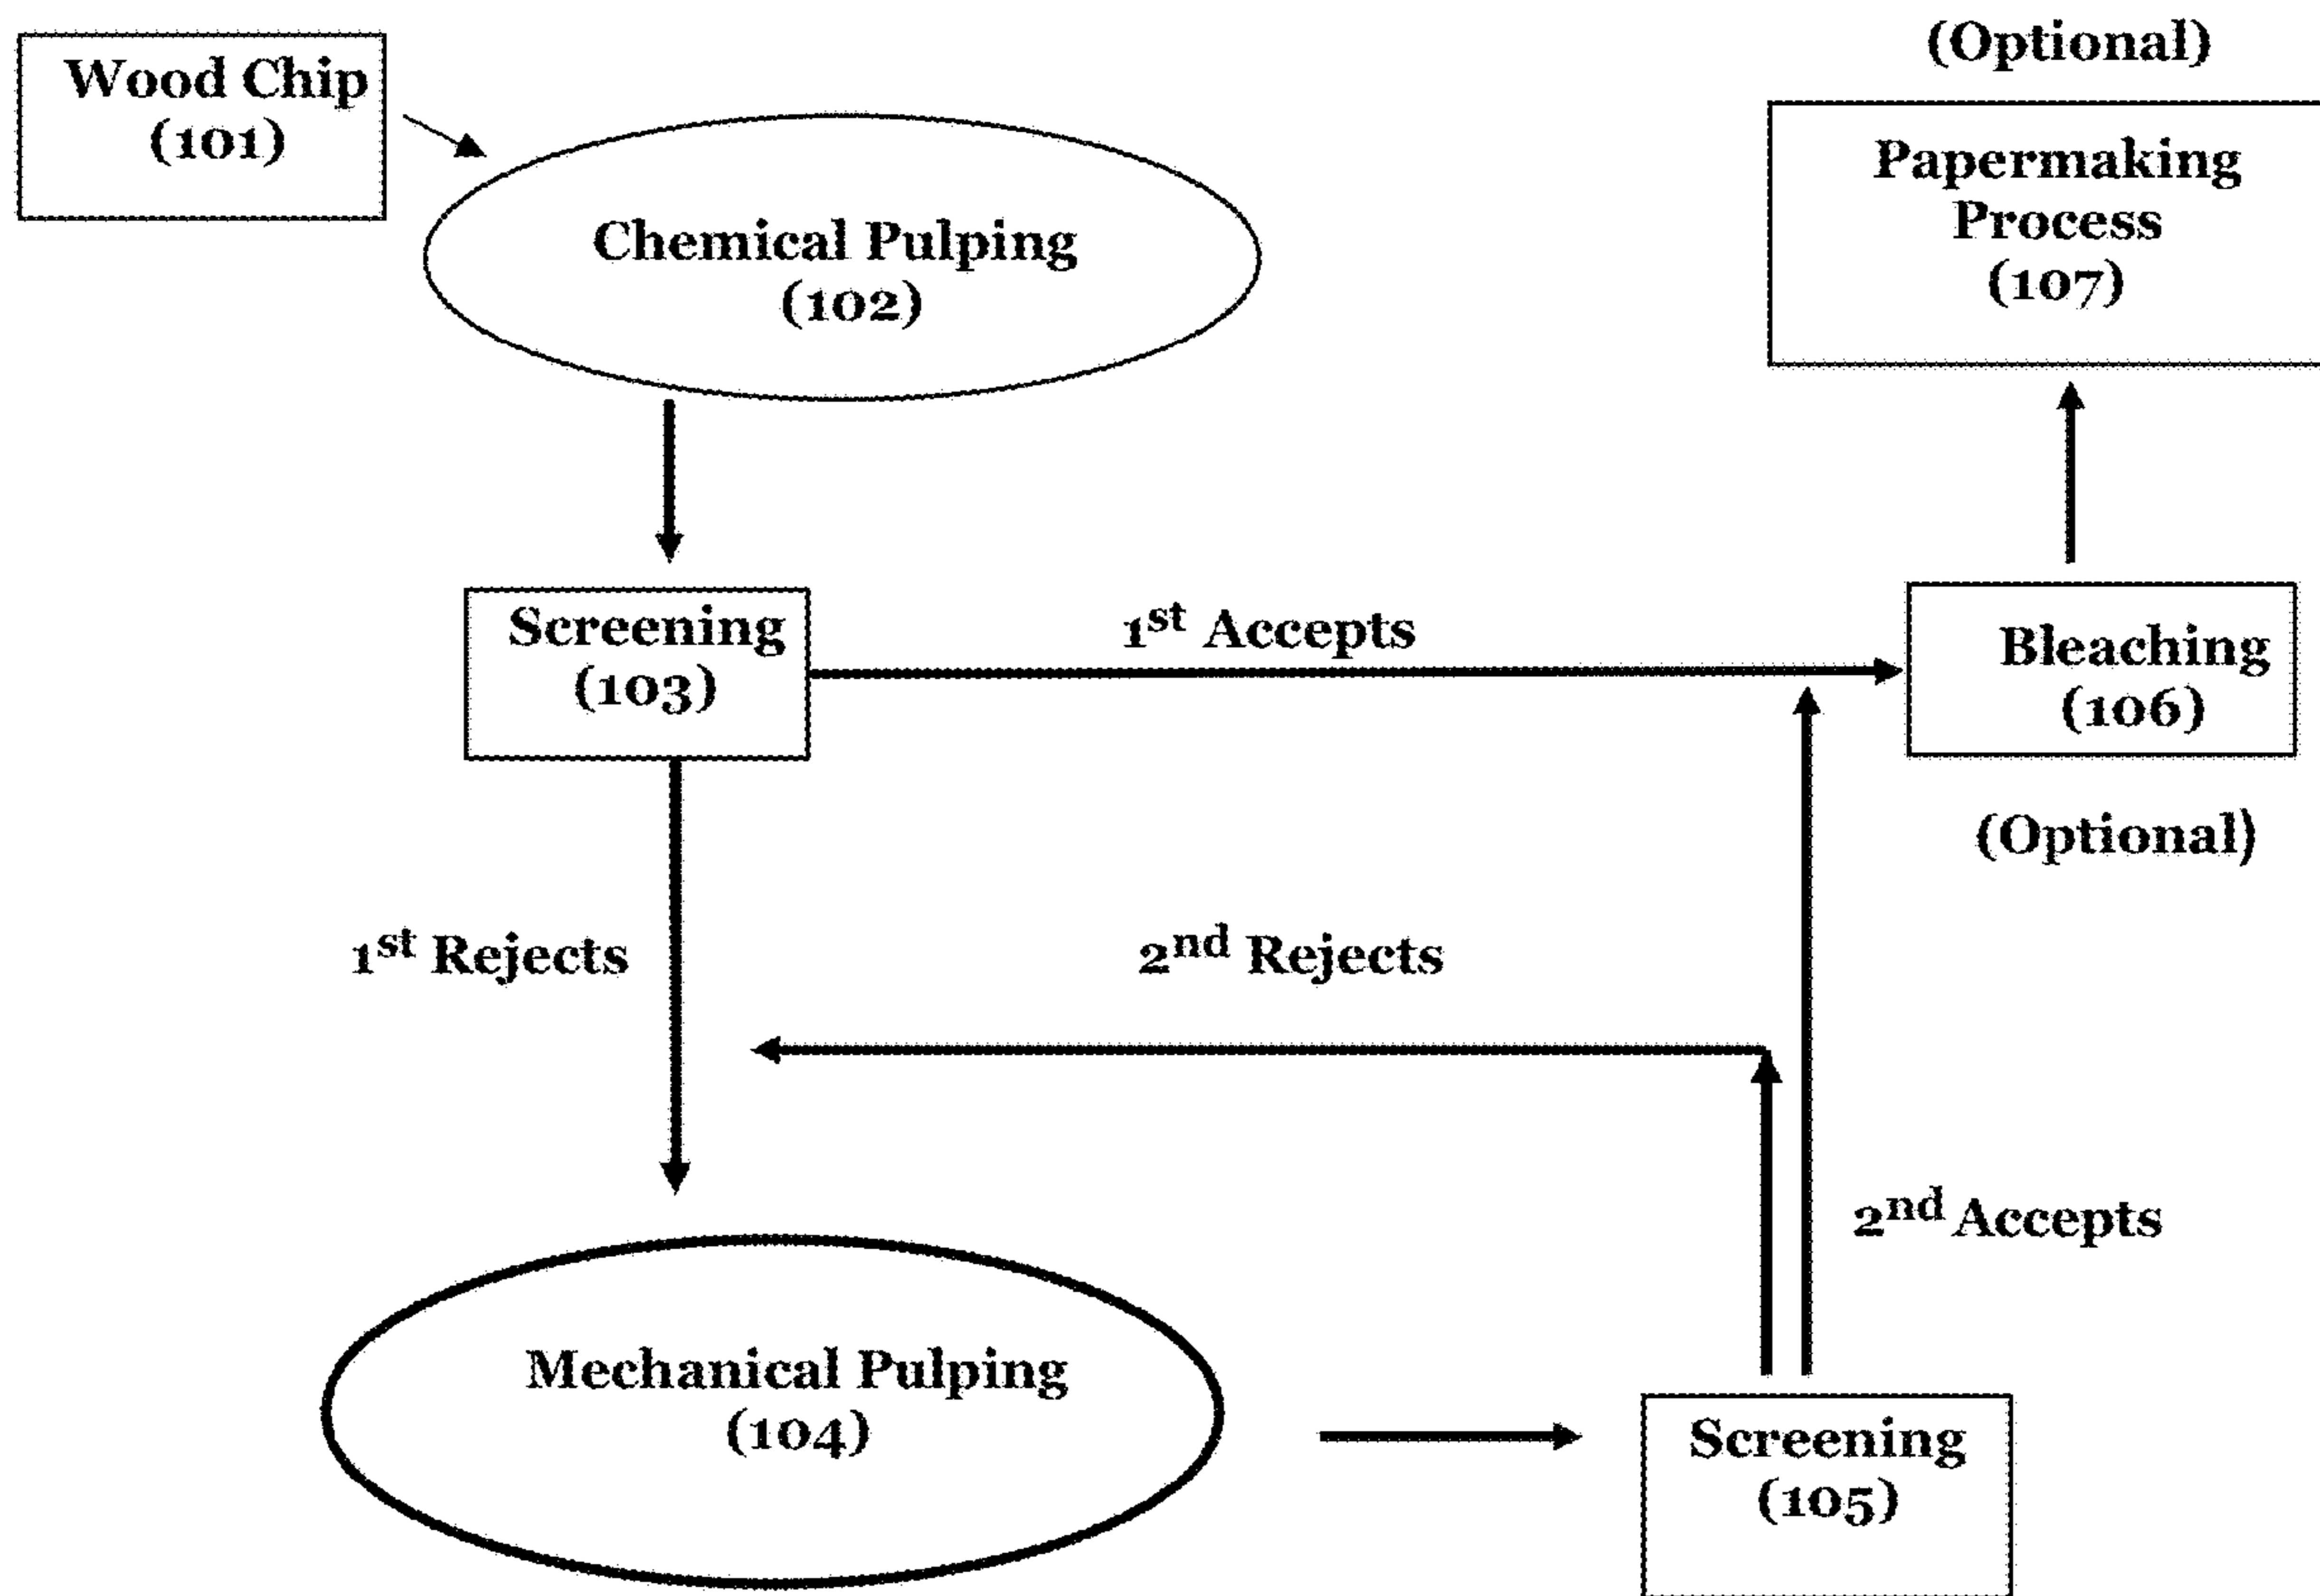 Wood Chip
(101)
Chemical Pulping
(102)
(Optional)
Papermaking
Process
(107)
Screening
(103)
1st Accepts
Bleaching
(106)
(Optional)
1st Rejects
2nd Rejects
2nd Accepts
Mechanical Pulping
(104)
Screening
(105)